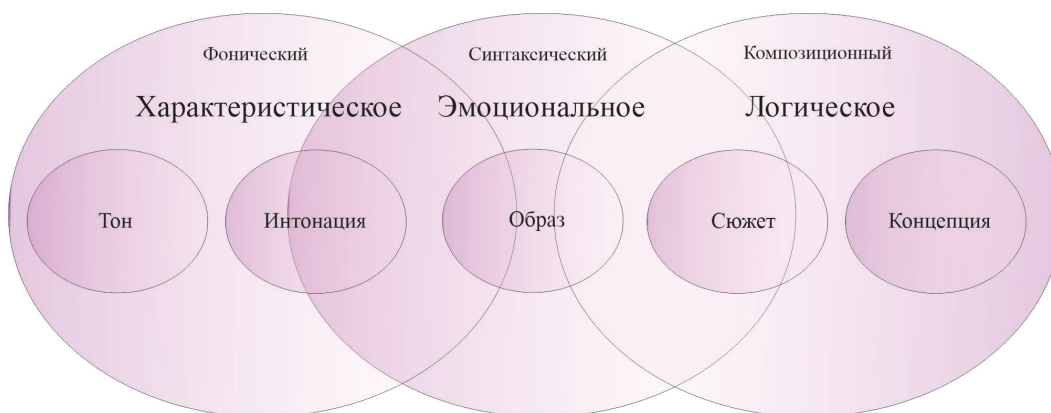 Фонический Синтаксический Композиционный
Характеристическое Эмоциональное Логическое
Тон Интонация Образ Сюжет Концепция